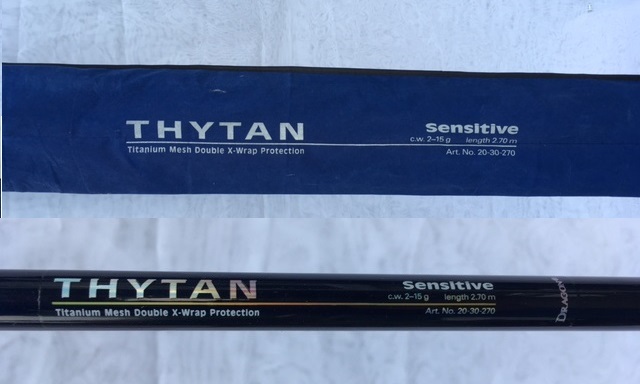 THYTAN
Titanium Mesh Double X-Wrap Protection
Sensitive
c.w. 2–15 g length 2.70 m
Art. No. 20-30-270
THYTAN
Titanium Mesh Double X-Wrap Protection
Sensitive
c.w. 2–15 g length 2.70 m
Art. No. 20-30-270
DRAGON